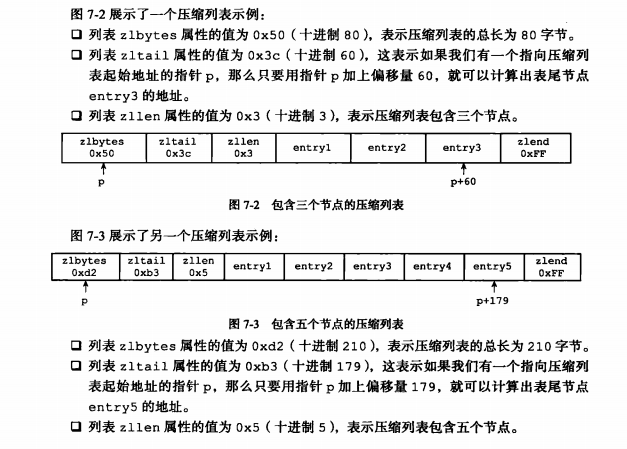 图 7-2 展示了一个压缩列表示例：
❑ 列表 zlbytes 属性的值为 0x50（十进制 80），表示压缩列表的总长为 80 字节。
❑ 列表 zltail 属性的值为 0x3c（十进制 60），这表示如果我们有一个指向压缩列
表起始地址的指针 p，那么只要用指针 p 加上偏移量 60，就可以计算出表尾节点
entry3 的地址。
❑ 列表 zllen 属性的值为 0x3（十进制 3），表示压缩列表包含三个节点。
zlbytes 0x50 zltail 0x3c zllen 0x3 entry1 entry2 entry3 zlend 0xFF
p p+60
图 7-2 包含三个节点的压缩列表
图 7-3 展示了另一个压缩列表示例：
zlbytes 0xd2 zltail 0xb3 zllen 0x5 entry1 entry2 entry3 entry4 entry5 zlend 0xFF
p p+179
图 7-3 包含五个节点的压缩列表
❑ 列表 zlbytes 属性的值为 0xd2（十进制 210），表示压缩列表的总长为 210 字节。
❑ 列表 zltail 属性的值为 0xb3（十进制 179），这表示如果我们有一个指向压缩列
表起始地址的指针 p，那么只要用指针 p 加上偏移量 179，就可以计算出表尾节点
entry5 的地址。
❑ 列表 zllen 属性的值为 0x5（十进制 5），表示压缩列表包含五个节点。